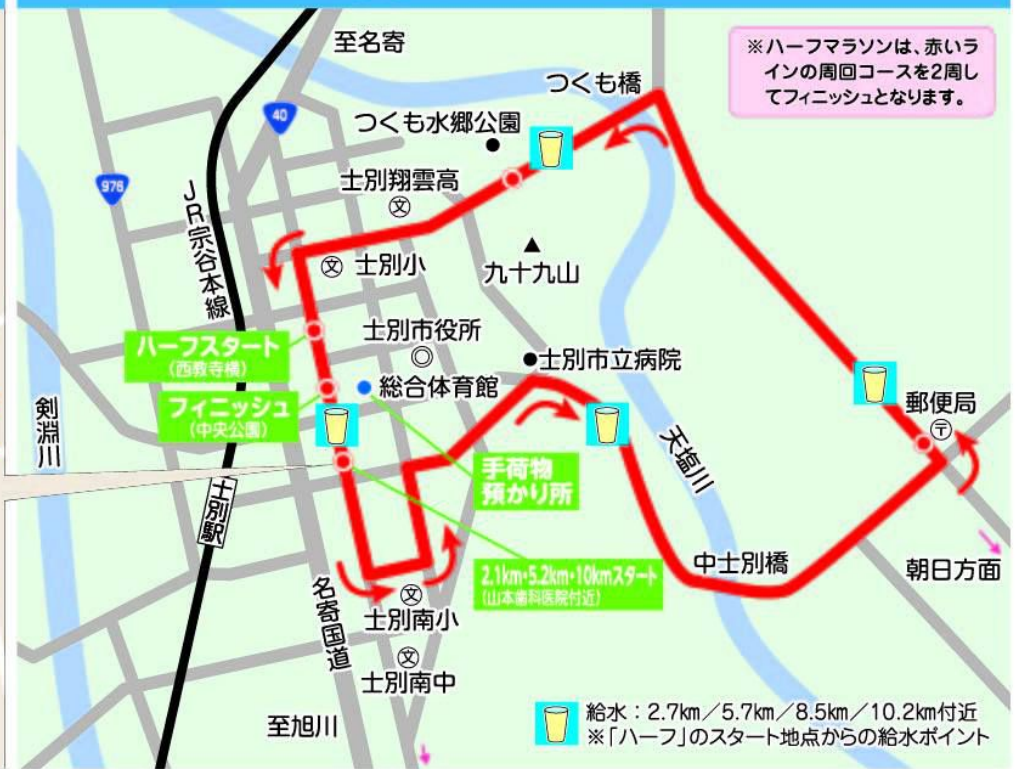 至名寄
※ハーフマラソンは、赤いラ
インの周回コースを2周し
てフィニッシュとなります。
つくも橋
40
つくも水郷公園
976
士別翔雲高
文
JR宗谷本線
文
士別小
九十九山
士別市役所
ハーフスタート
(西教寺横)
士別市立病院
総合体育館
フィニッシュ
(中央公園)
郵便局
〒
剣淵川
天塩川
手荷物
預かり所
士別駅
中士別橋
朝日方面
2.1km・5.2km・10kmスタート
(山本歯科医院付近)
名寄国道
文
士別南小
文
士別南中
至旭川
給水：2.7km／5.7km／8.5km／10.2km付近
※「ハーフ」のスタート地点からの給水ポイント